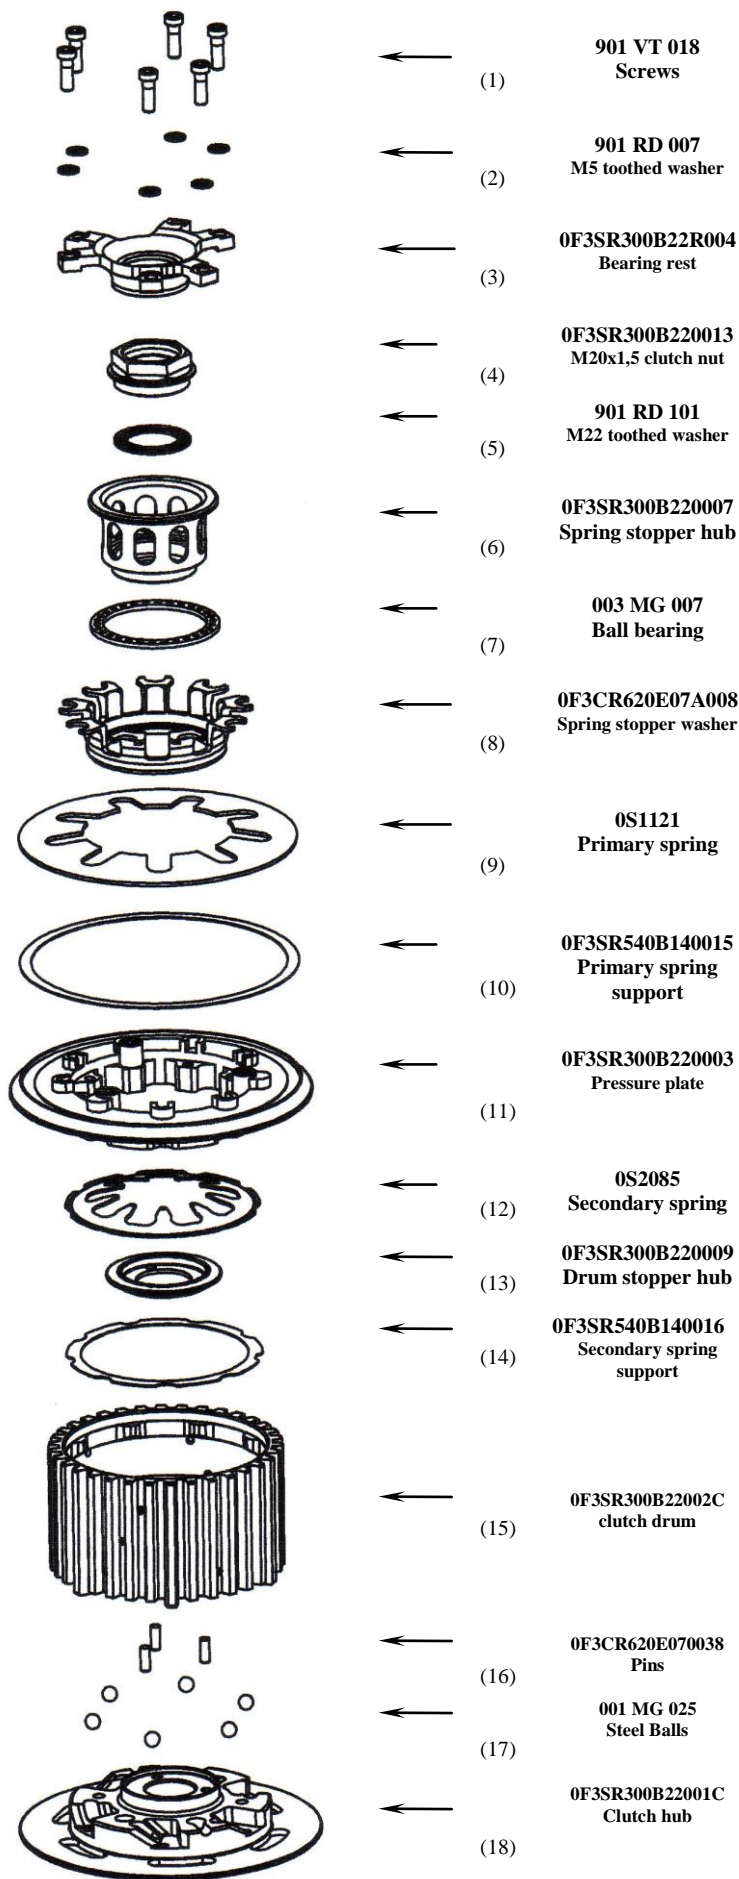 901 VT 018
Screws
(1)
901 RD 007
M5 toothed washer
(2)
0F3SR300B22R004
Bearing rest
(3)
0F3SR300B220013
M20x1,5 clutch nut
(4)
901 RD 101
M22 toothed washer
(5)
0F3SR300B220007
Spring stopper hub
(6)
003 MG 007
Ball bearing
(7)
0F3CR620E07A008
Spring stopper washer
(8)
0S1121
Primary spring
(9)
0F3SR540B140015
Primary spring
support
(10)
0F3SR300B220003
Pressure plate
(11)
0S2085
Secondary spring
(12)
0F3SR300B220009
Drum stopper hub
(13)
0F3SR540B140016
Secondary spring
support
(14)
0F3SR300B22002C
clutch drum
(15)
0F3CR620E070038
Pins
(16)
001 MG 025
Steel Balls
(17)
0F3SR300B22001C
Clutch hub
(18)